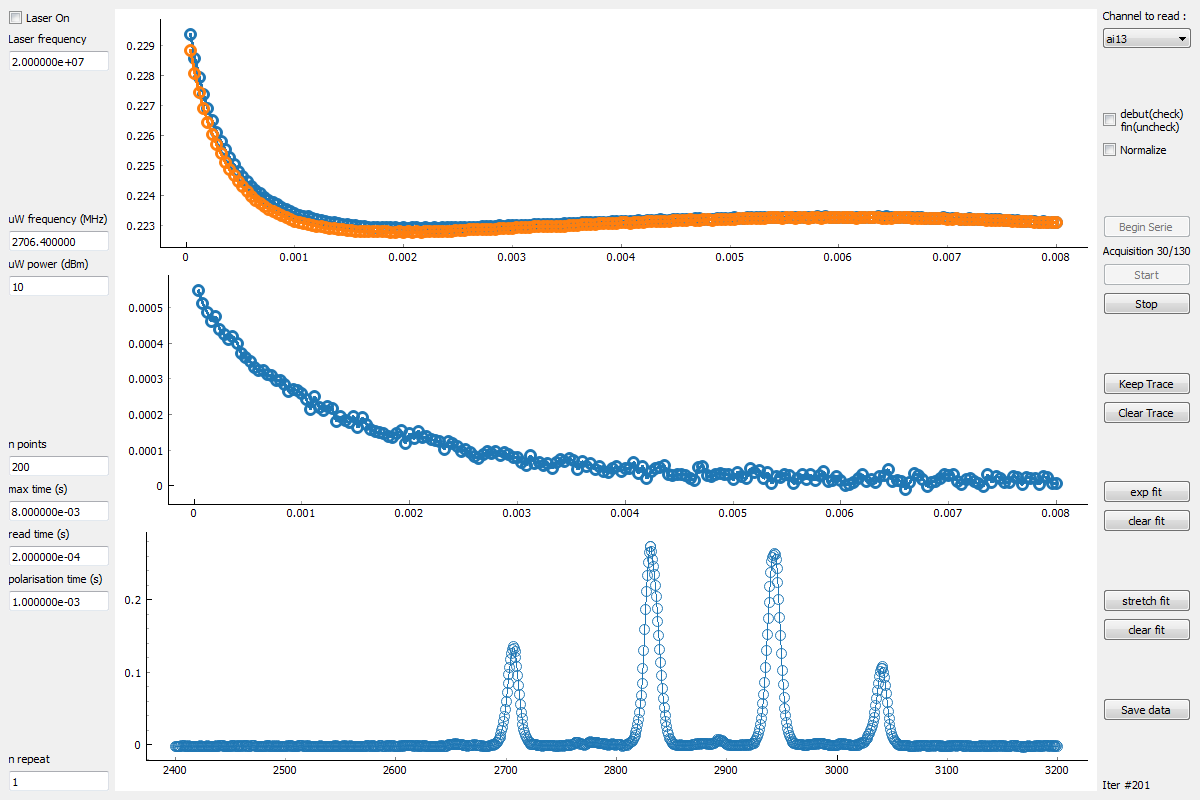 Laser On
Laser frequency
2.000000e+07
uW frequency (MHz)
2706.400000
uW power (dBm)
10
n points
200
max time (s)
8.000000e-03
read time (s)
2.000000e-04
polarisation time (s)
1.000000e-03
n repeat
1
0.229
0.228
0.227
0.226
0.225
0.224
0.223
0 0.001 0.002 0.003 0.004 0.005 0.006 0.007 0.008
0.0005
0.0004
0.0003
0.0002
0.0001
0
0 0.001 0.002 0.003 0.004 0.005 0.006 0.007 0.008
0.2
0.1
0
2400 2500 2600 2700 2800 2900 3000 3100 3200
Channel to read :
ai13
debut(check)
fin(uncheck)
Normalize
Begin Serie
Acquisition 30/130
Start
Stop
Keep Trace
Clear Trace
exp fit
clear fit
stretch fit
clear fit
Save data
Iter #201